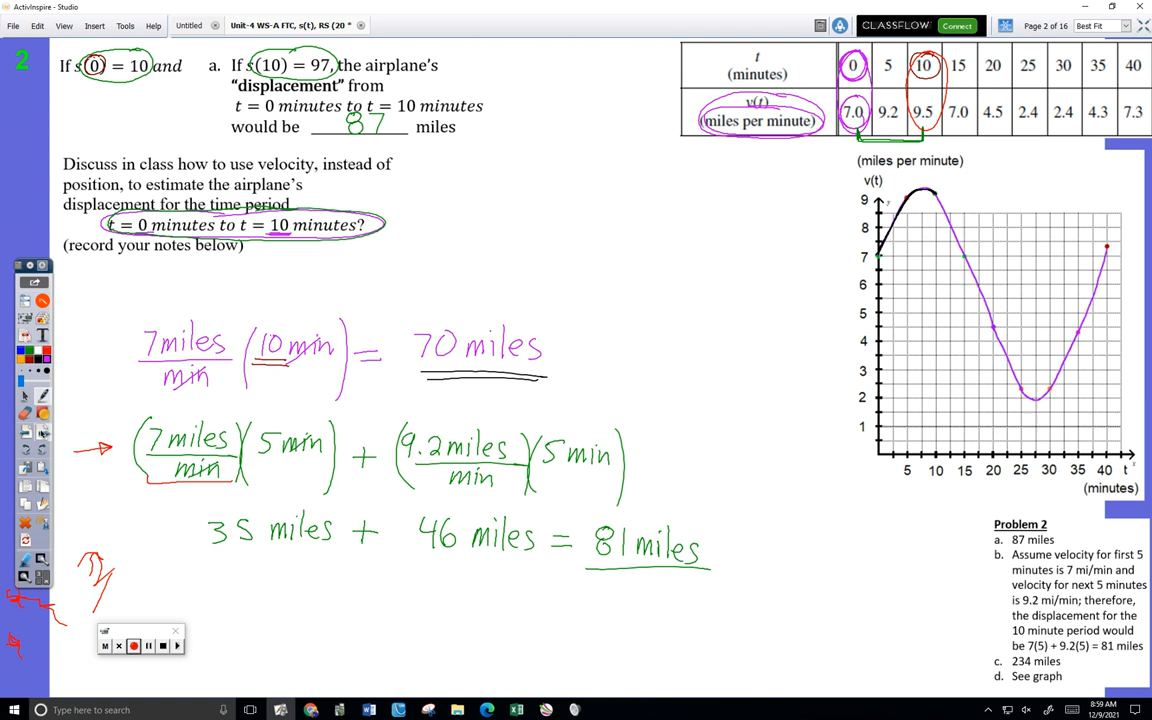 ActivInspire - Studio
File Edit View Insert Tools Help
Untitled
Unit-4 WS-A FTC, s(t), RS (20 *
CLASSFLOW
Connect
Page 2 of 16
Best Fit
2
If s(0) = 10 and
a. If s(10) = 97, the airplane's
"displacement" from
t = 0 minutes to t = 10 minutes
would be 87 miles
t 0 5 10 15 20 25 30 35 40
(minutes)
v(t)
(miles per minute) 7.0 9.2 9.5 7.0 4.5 2.4 2.4 4.3 7.3
Discuss in class how to use velocity, instead of
position, to estimate the airplane's
displacement for the time period
t = 0 minutes to t = 10 minutes?
(record your notes below)
7 miles/min (10 min) = 70 miles
(7 miles/min)(5 min) + (9.2 miles/min)(5 min)
35 miles + 46 miles = 81 miles
(miles per minute)
v(t)
9
8
7
6
5
4
3
2
1
5 10 15 20 25 30 35 40 t
(minutes)
Problem 2
a. 87 miles
b. Assume velocity for first 5
minutes is 7 mi/min and
velocity for next 5 minutes
is 9.2 mi/min; therefore,
the displacement for the
10 minute period would
be 7(5) + 9.2(5) = 81 miles
c. 234 miles
d. See graph
M
Type here to search
8:59 AM
12/9/2021